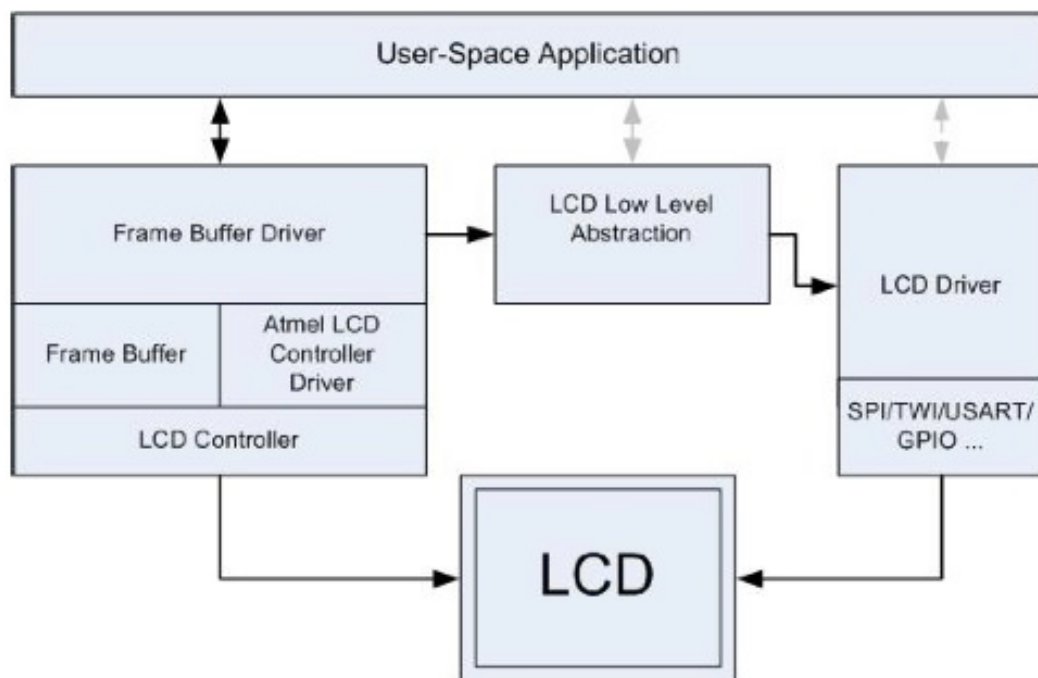 User-Space Application
Frame Buffer Driver
LCD Low Level
Abstraction
LCD Driver
Frame Buffer
Atmel LCD
Controller
Driver
SPI/TWI/USART/
GPIO ...
LCD Controller
LCD